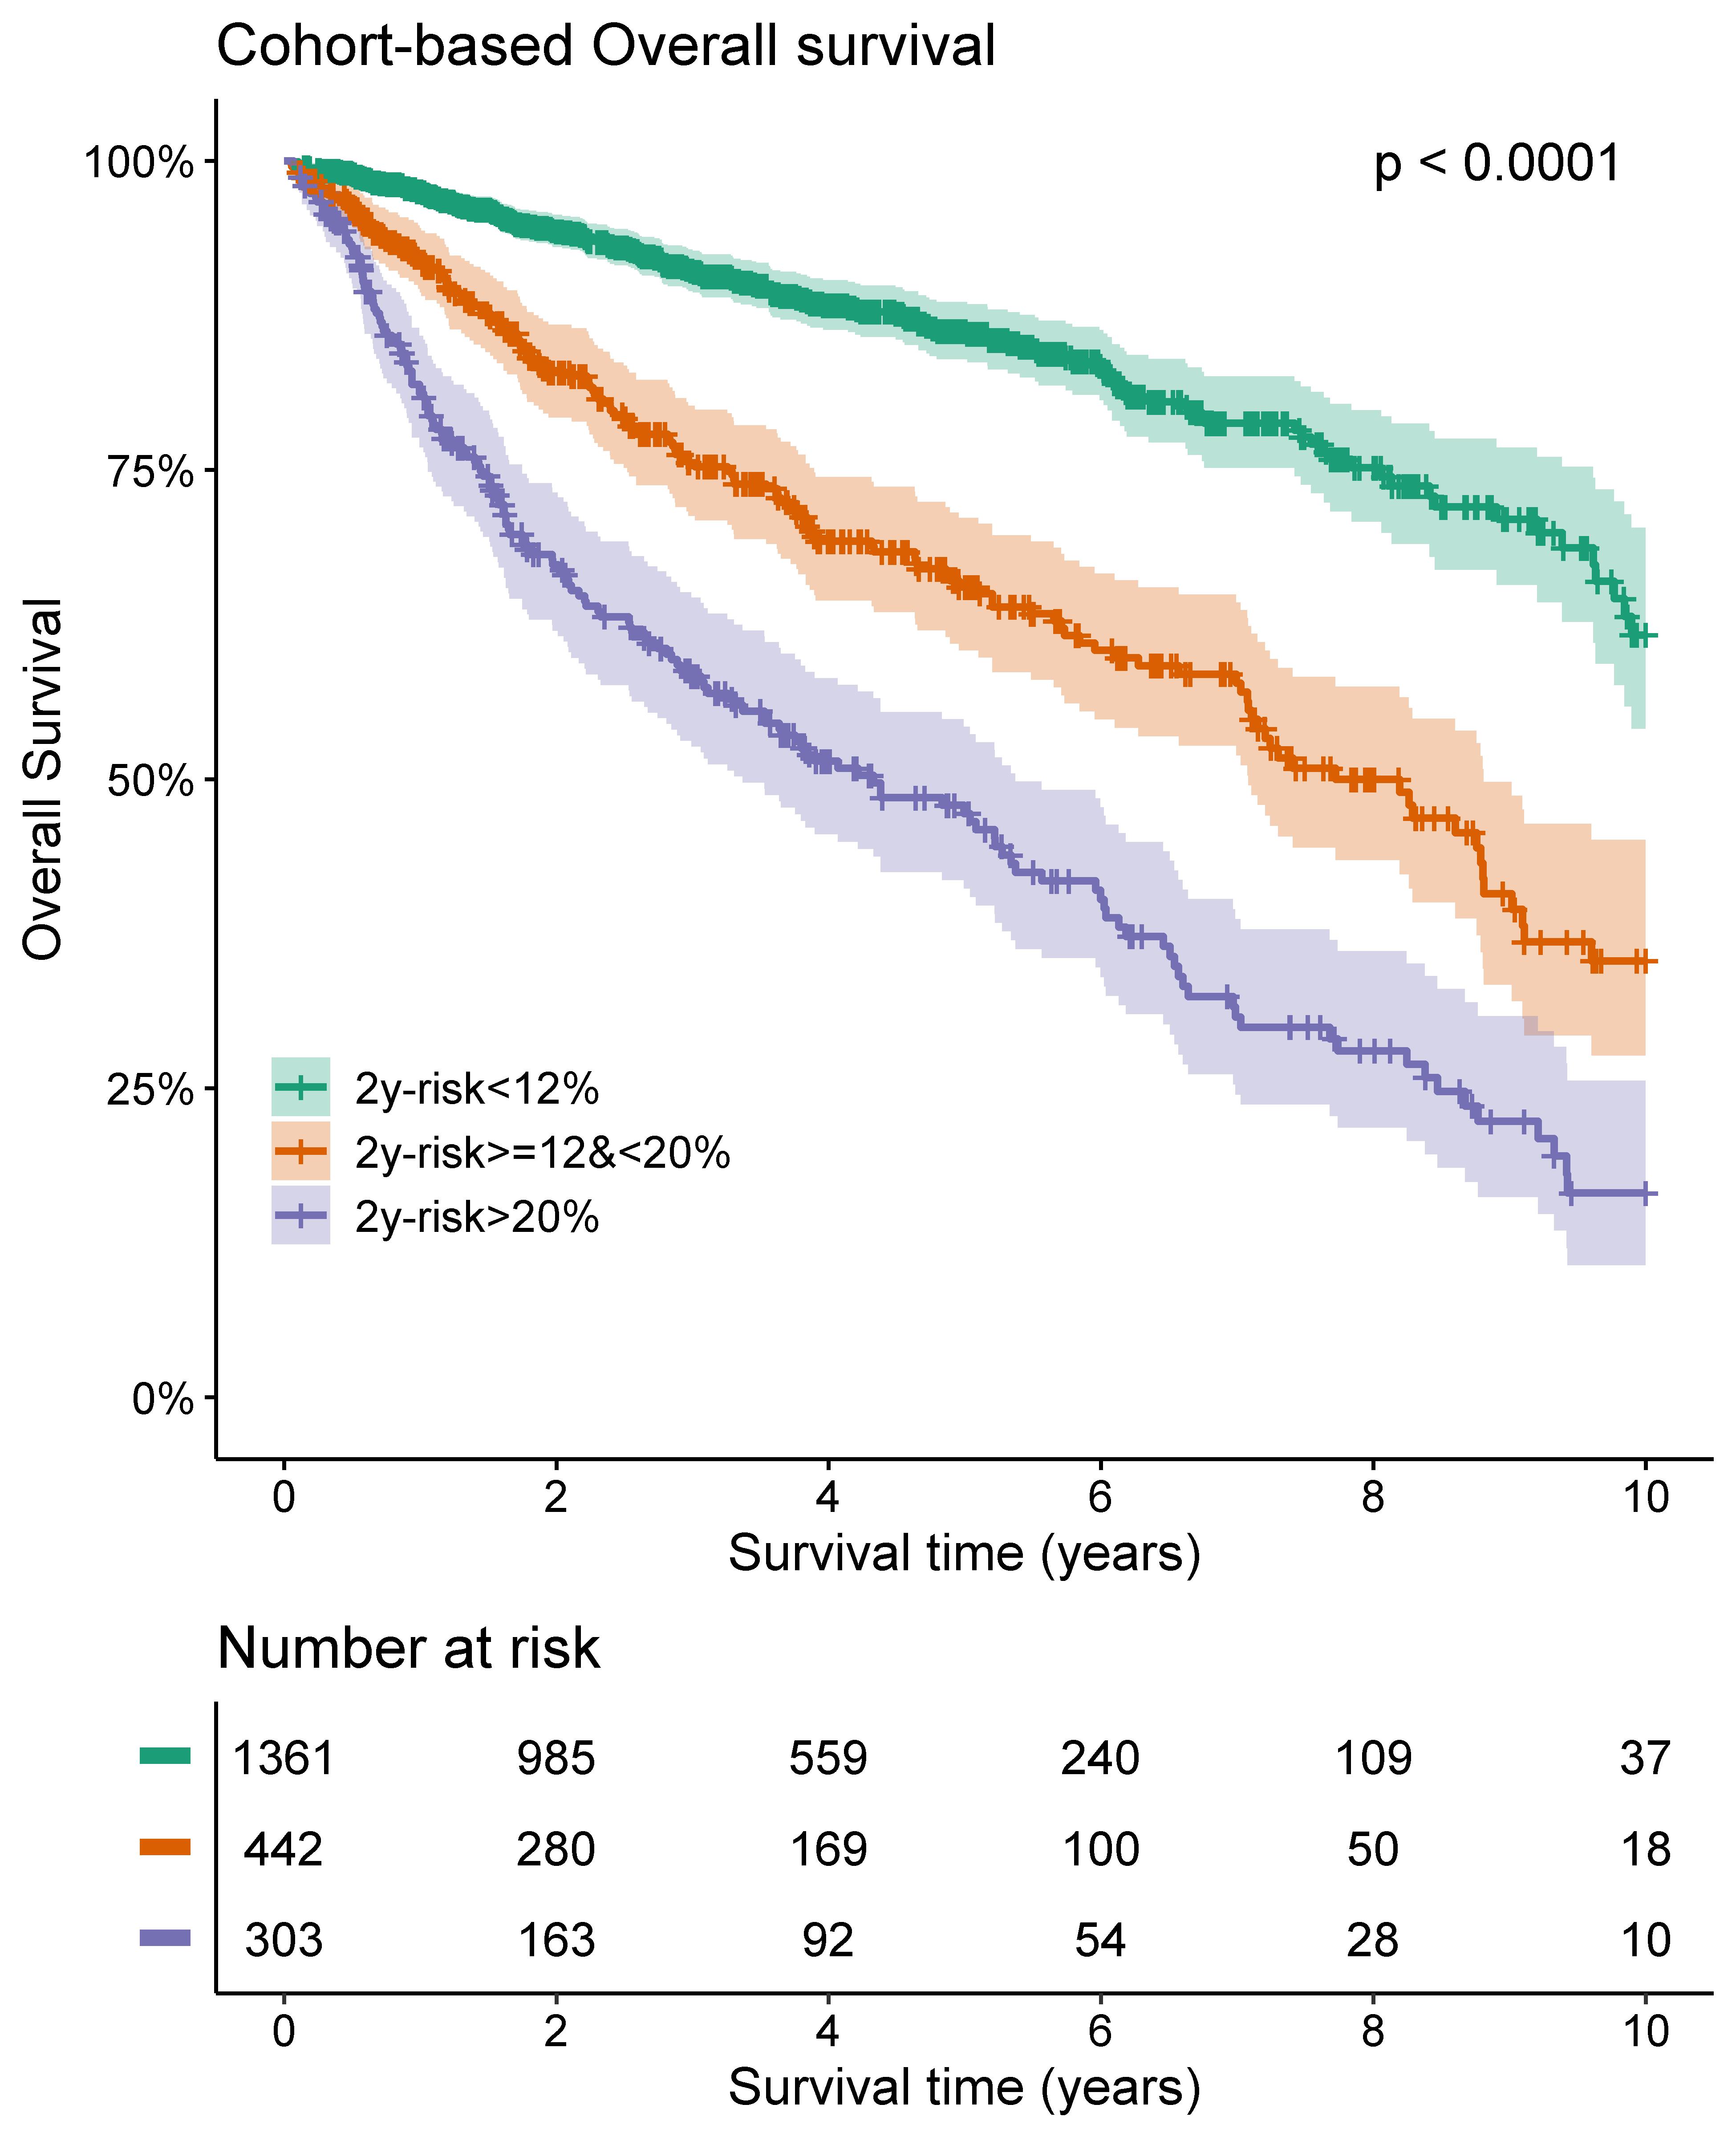 Cohort-based Overall survival
p < 0.0001
100%
75%
50%
25%
0%
Overall Survival
2y-risk<12%
2y-risk>=12&<20%
2y-risk>20%
0 2 4 6 8 10
Survival time (years)
Number at risk
1361 985 559 240 109 37
442 280 169 100 50 18
303 163 92 54 28 10
0 2 4 6 8 10
Survival time (years)